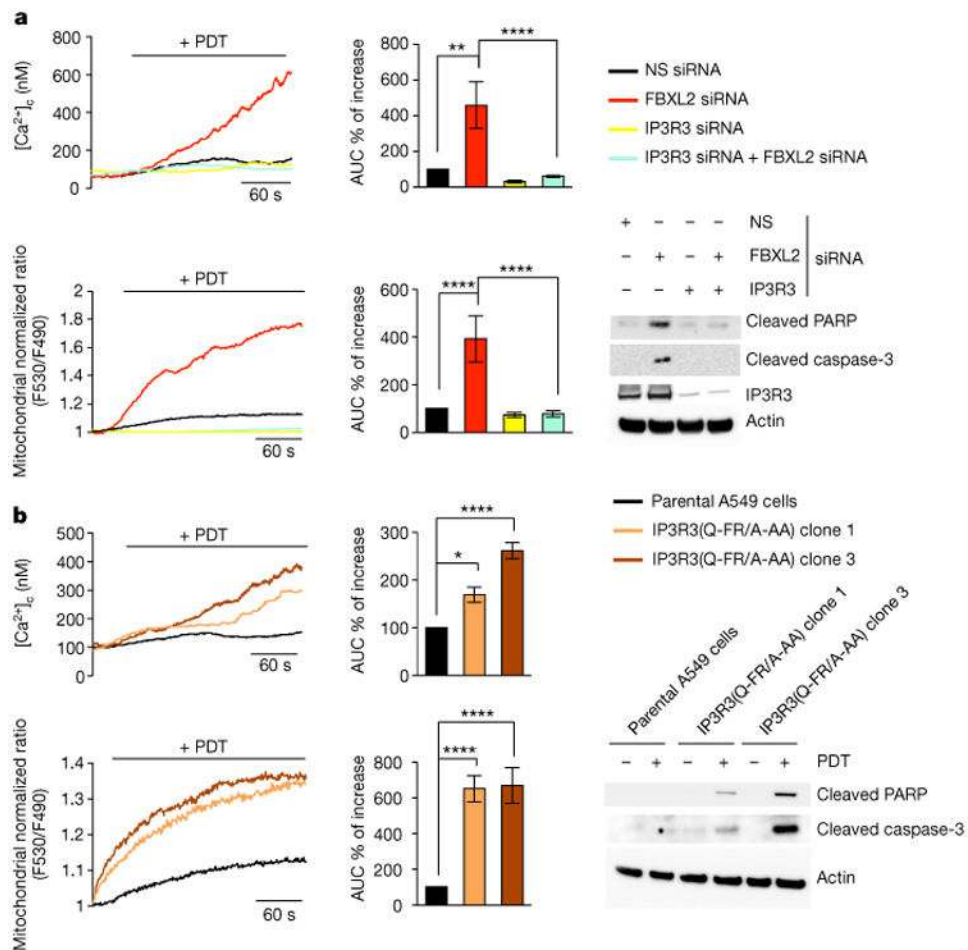 a
+ PDT
[Ca²⁺]c (nM)
800
600
400
200
0
60 s
AUC % of increase
800
600
400
200
0
**
****
NS siRNA
FBXL2 siRNA
IP3R3 siRNA
IP3R3 siRNA + FBXL2 siRNA
+ PDT
Mitochondrial normalized ratio
(F530/F490)
2
1.8
1.6
1.4
1.2
1
60 s
AUC % of increase
600
400
200
0
****
****
+ – – – NS
– + – + FBXL2
– – + + IP3R3
siRNA
Cleaved PARP
Cleaved caspase-3
IP3R3
Actin
b
+ PDT
[Ca²⁺]c (nM)
500
400
300
200
100
0
60 s
AUC % of increase
300
200
100
0
*
****
Parental A549 cells
IP3R3(Q-FR/A-AA) clone 1
IP3R3(Q-FR/A-AA) clone 3
+ PDT
Mitochondrial normalized ratio
(F530/F490)
1.4
1.3
1.2
1.1
1
60 s
AUC % of increase
800
600
400
200
0
****
****
Parental A549 cells
IP3R3(Q-FR/A-AA) clone 1
IP3R3(Q-FR/A-AA) clone 3
– + – + – + PDT
Cleaved PARP
Cleaved caspase-3
Actin